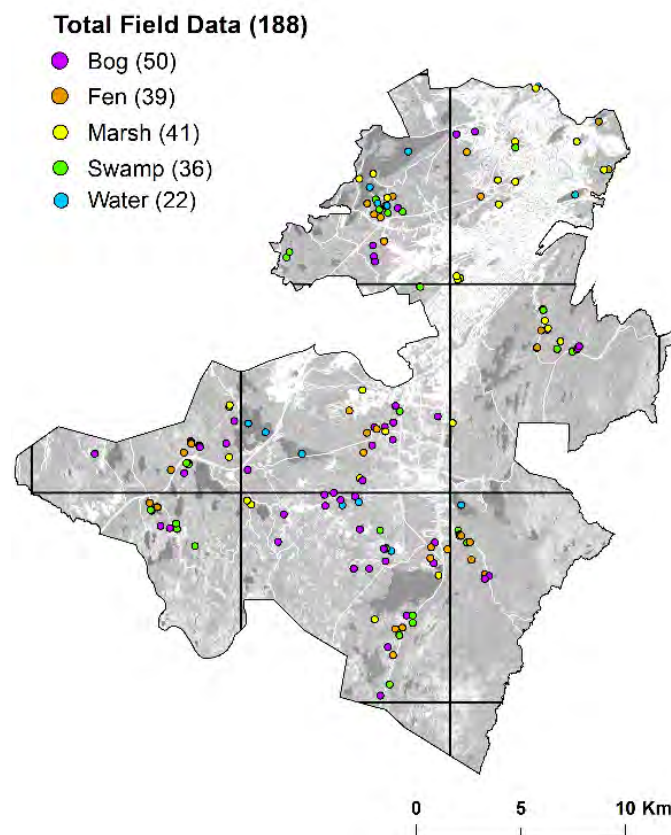 Total Field Data (188)
Bog (50)
Fen (39)
Marsh (41)
Swamp (36)
Water (22)
0 5 10 Km